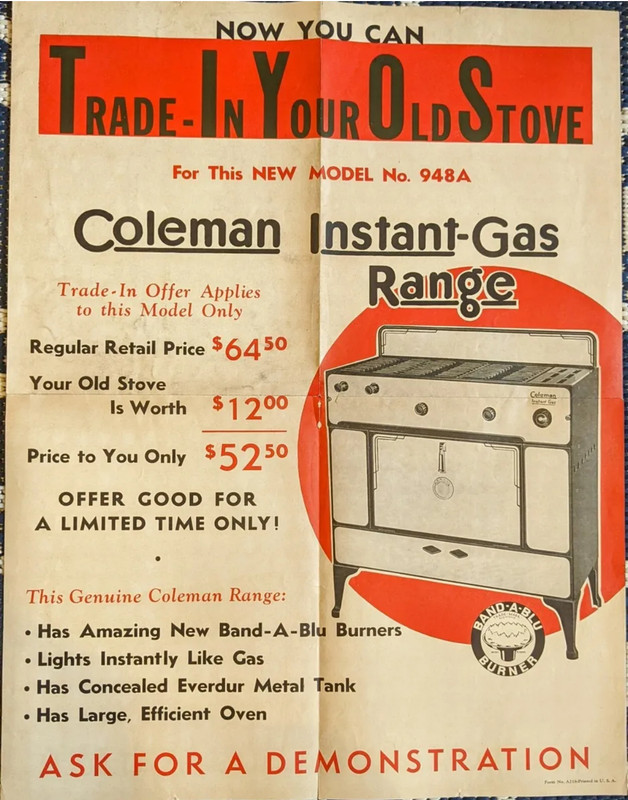 NOW YOU CAN
TRADE-IN YOUR OLD STOVE
For This NEW MODEL No. 948A
Coleman Instant-Gas
Range
Trade-In Offer Applies
to this Model Only
Regular Retail Price $64.50
Your Old Stove
Is Worth $12.00
Price to You Only $52.50
OFFER GOOD FOR
A LIMITED TIME ONLY!
Coleman
Instant Gas
This Genuine Coleman Range:
• Has Amazing New Band-A-Blu Burners
• Lights Instantly Like Gas
• Has Concealed Everdur Metal Tank
• Has Large, Efficient Oven
BAND-A-BLU
BURNER
ASK FOR A DEMONSTRATION
Printed in U. S. A.